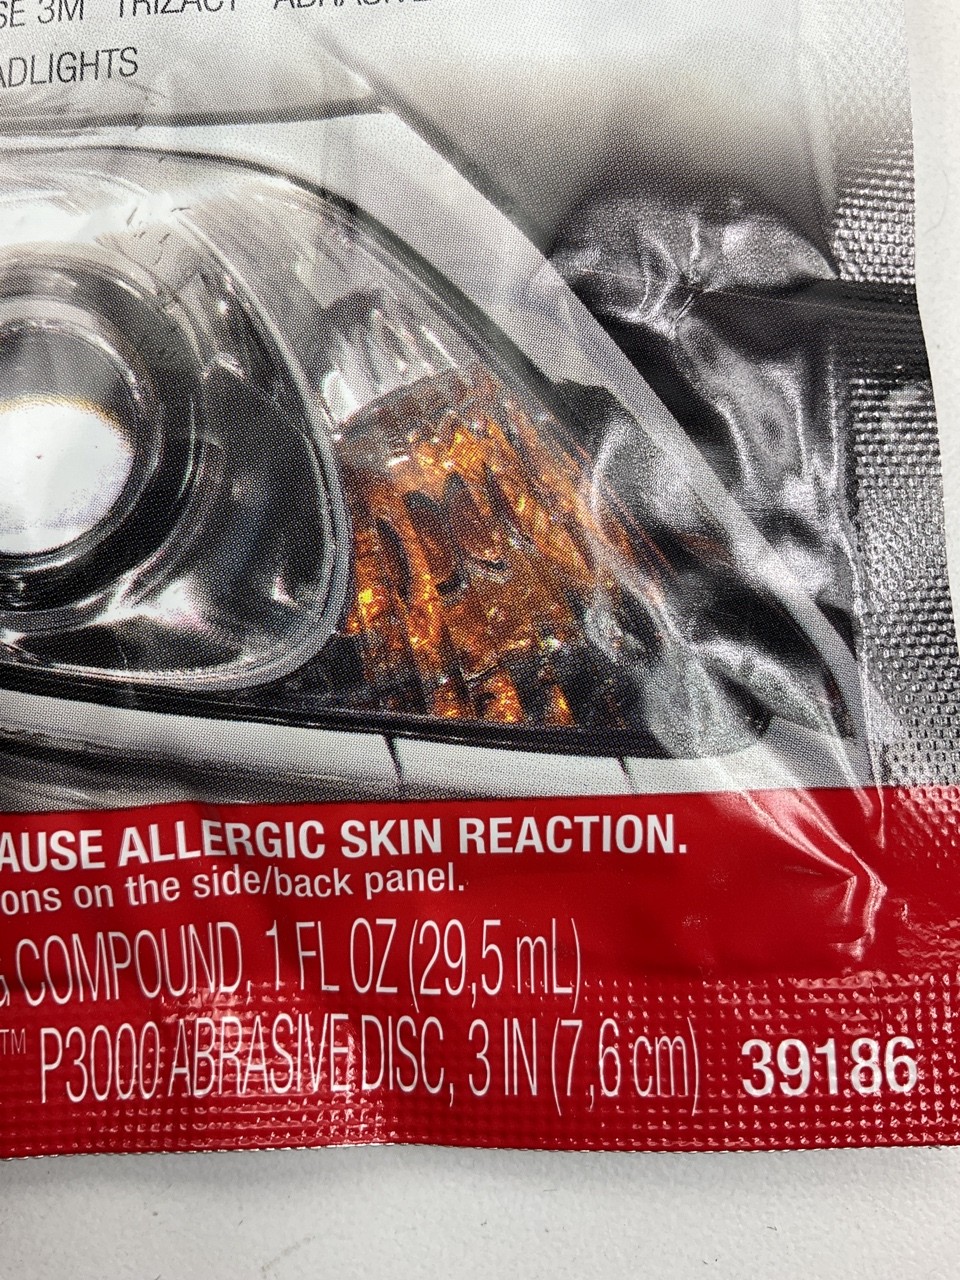 SE 3M TRIZACT ABRASIVE
ADLIGHTS
AUSE ALLERGIC SKIN REACTION.
ons on the side/back panel.
G COMPOUND, 1 FL OZ (29,5 mL)
™ P3000 ABRASIVE DISC, 3 IN (7,6 cm) 39186